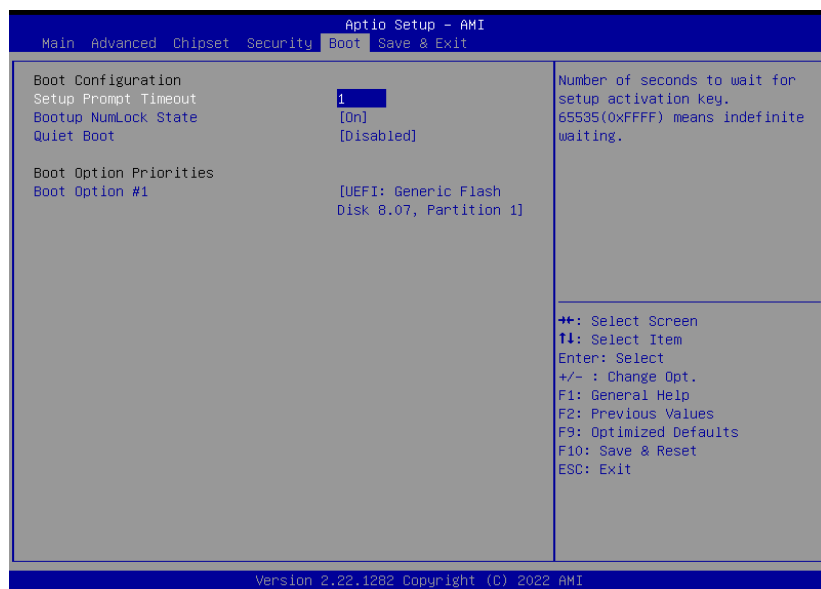 Aptio Setup - AMI
Main Advanced Chipset Security Boot Save & Exit
Boot Configuration
Setup Prompt Timeout 1
Bootup NumLock State [On]
Quiet Boot [Disabled]
Boot Option Priorities
Boot Option #1 [UEFI: Generic Flash
Disk 8.07, Partition 1]
Number of seconds to wait for
setup activation key.
65535(0xFFFF) means indefinite
waiting.
→←: Select Screen
↑↓: Select Item
Enter: Select
+/- : Change Opt.
F1: General Help
F2: Previous Values
F9: Optimized Defaults
F10: Save & Reset
ESC: Exit
Version 2.22.1282 Copyright (C) 2022 AMI